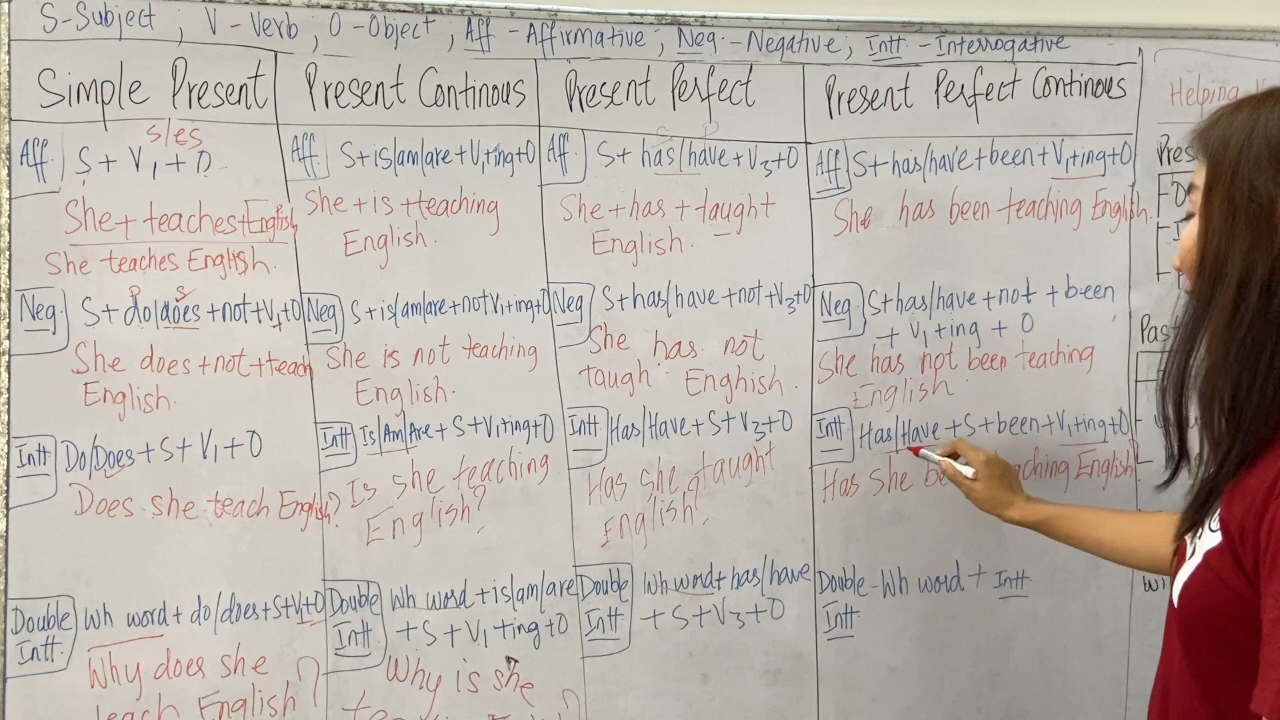 S-Subject , V-Verb, O-Object, Aff-Affirmative; Neg.-Negative; Intt-Interrogative
Simple Present
s/es
Aff. S+V1+O
She+teaches+English
She teaches English.
P S
Neg. S+do/does+not+V1+O
She does+not+teach
English.
Intt Do/Does+S+V1+O
Does she teach English?
Double Wh word+do/does+S+V1+O
Intt.
Why does she
teach English?
Present Continous
Aff. S+is/am/are+V1+ing+O
She+is+teaching
English.
Neg S+is/am/are+notV1+ing+O
She is not teaching
English.
Intt Is/Am/Are+S+V1+ing+O
Is she teaching
English?
Double Wh word+is/am/are
Intt. +S+V1+ing+O
Why is she
Present Perfect
S P
Aff S+has/have+V3+O
She+has+taught
English.
Neg S+has/have+not+V3+O
She has not
taugh Enghish.
Intt Has/Have+S+V3+O
Has she taught
English?
Double Wh word+has/have
Intt. +S+V3+O
Present Perfect Continous
Aff S+has/have+been+V1+ing+O
She has been teaching English.
Neg S+has/have+not+been
+V1+ing+O
She has not been teaching
English
Intt Has/Have+S+been+V1+ing+O
Has she English
Double-Wh word+Intt
Intt.
Helping
Pres
Past